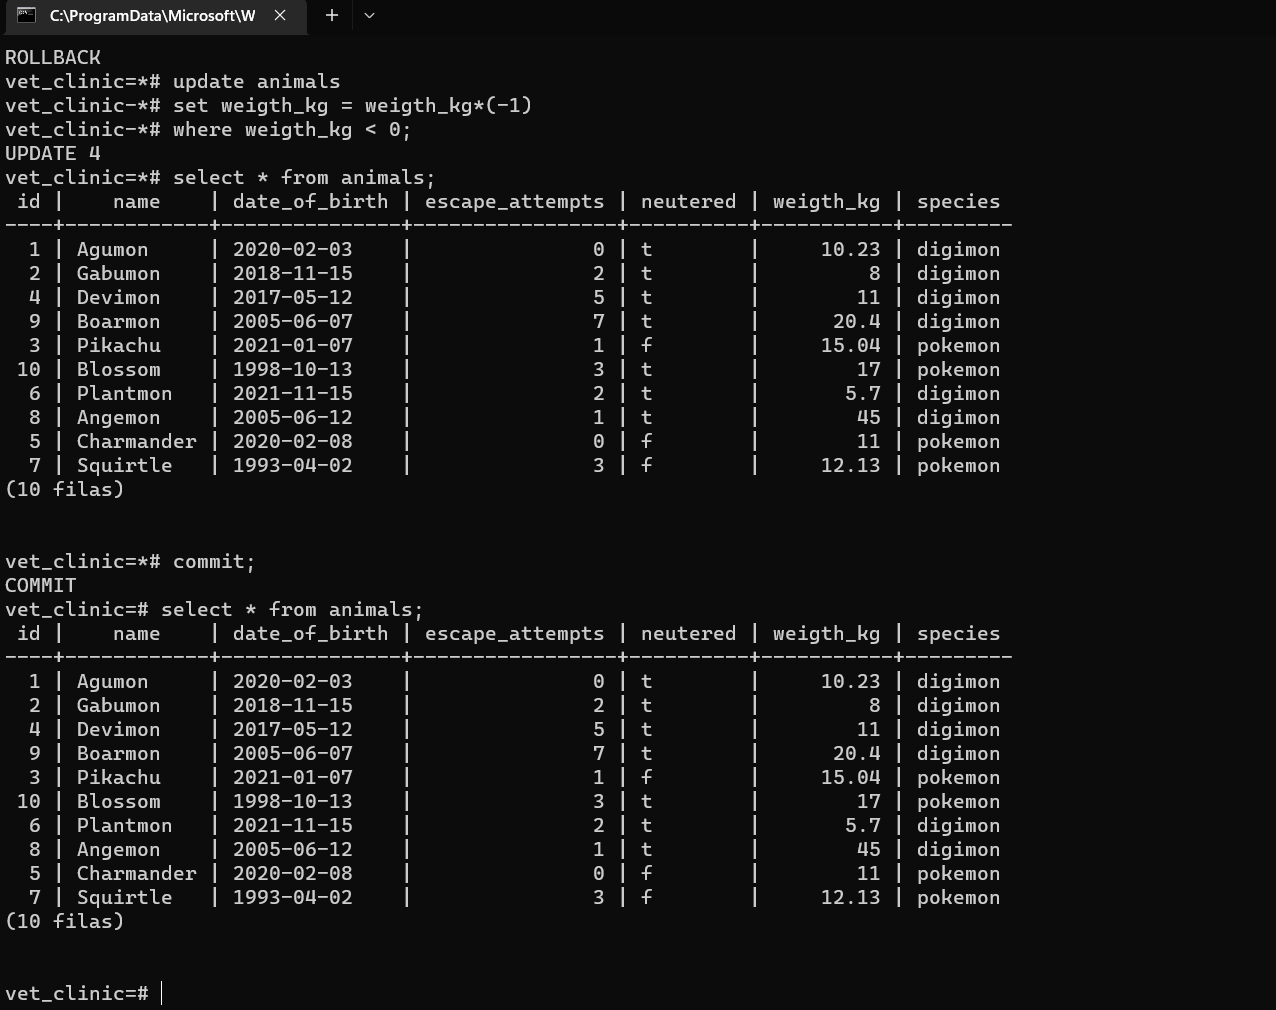 C:\ProgramData\Microsoft\W
ROLLBACK
vet_clinic=*# update animals
vet_clinic-*# set weigth_kg = weigth_kg*(-1)
vet_clinic-*# where weigth_kg < 0;
UPDATE 4
vet_clinic=*# select * from animals;
 id |    name    | date_of_birth | escape_attempts | neutered | weigth_kg | species
----+------------+---------------+-----------------+----------+-----------+---------
  1 | Agumon     | 2020-02-03    |               0 | t        |     10.23 | digimon
  2 | Gabumon    | 2018-11-15    |               2 | t        |         8 | digimon
  4 | Devimon    | 2017-05-12    |               5 | t        |        11 | digimon
  9 | Boarmon    | 2005-06-07    |               7 | t        |      20.4 | digimon
  3 | Pikachu    | 2021-01-07    |               1 | f        |     15.04 | pokemon
 10 | Blossom    | 1998-10-13    |               3 | t        |        17 | pokemon
  6 | Plantmon   | 2021-11-15    |               2 | t        |       5.7 | digimon
  8 | Angemon    | 2005-06-12    |               1 | t        |        45 | digimon
  5 | Charmander | 2020-02-08    |               0 | f        |        11 | pokemon
  7 | Squirtle   | 1993-04-02    |               3 | f        |     12.13 | pokemon
(10 filas)
vet_clinic=*# commit;
COMMIT
vet_clinic=# select * from animals;
 id |    name    | date_of_birth | escape_attempts | neutered | weigth_kg | species
----+------------+---------------+-----------------+----------+-----------+---------
  1 | Agumon     | 2020-02-03    |               0 | t        |     10.23 | digimon
  2 | Gabumon    | 2018-11-15    |               2 | t        |         8 | digimon
  4 | Devimon    | 2017-05-12    |               5 | t        |        11 | digimon
  9 | Boarmon    | 2005-06-07    |               7 | t        |      20.4 | digimon
  3 | Pikachu    | 2021-01-07    |               1 | f        |     15.04 | pokemon
 10 | Blossom    | 1998-10-13    |               3 | t        |        17 | pokemon
  6 | Plantmon   | 2021-11-15    |               2 | t        |       5.7 | digimon
  8 | Angemon    | 2005-06-12    |               1 | t        |        45 | digimon
  5 | Charmander | 2020-02-08    |               0 | f        |        11 | pokemon
  7 | Squirtle   | 1993-04-02    |               3 | f        |     12.13 | pokemon
(10 filas)
vet_clinic=#